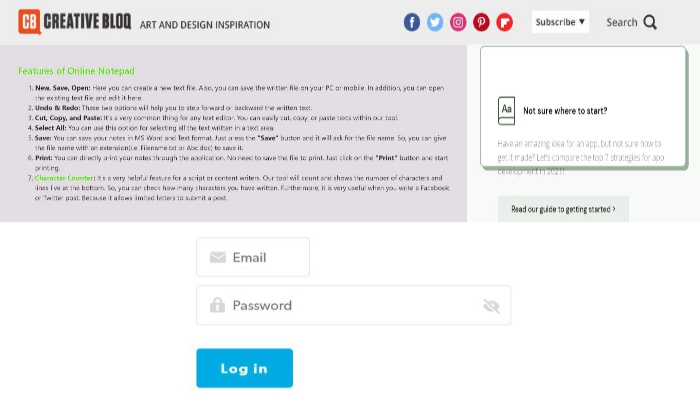 CB CREATIVE BLOQ ART AND DESIGN INSPIRATION
Subscribe ▼
Search
Features of Online Notepad
1. New, Save, Open: Here you can create a new text file. Also, you can save the written file on your PC or mobile. In addition, you can open
the existing text file and edit it here
2. Undo & Redo: These two options will help you to step forward or backward the written text.
3. Cut, Copy, and Paste: It's a very common thing for any text editor. You can easily cut, copy, or paste texts within our tool
4. Select All: You can use this option for selecting all the text written in a text area.
5. Save: You can save your notes in MS Word and Text format. Just press the "Save" button and it will ask for the file name. So, you can give
the file name with an extension(i.e. Filename.txt or Abc.doc) to save it.
6. Print: You can directly print your notes through the application. No need to save the file to print. Just click on the "Print" button and start
printing.
7. Character Counter: It's a very helpful feature for a script or content writers. Our tool will count and shows the number of characters and
lines live at the bottom. So, you can check how many characters you have written. Furthermore, it is very useful when you write a Facebook
or Twitter post. Because it allows limited letters to submit a post.
Aa
Not sure where to start?
Have an amazing idea for an app, but not sure how to
get it made? Let's compare the top 7 strategies for app
development in 2021!
Read our guide to getting started >
Email
Password
Log in